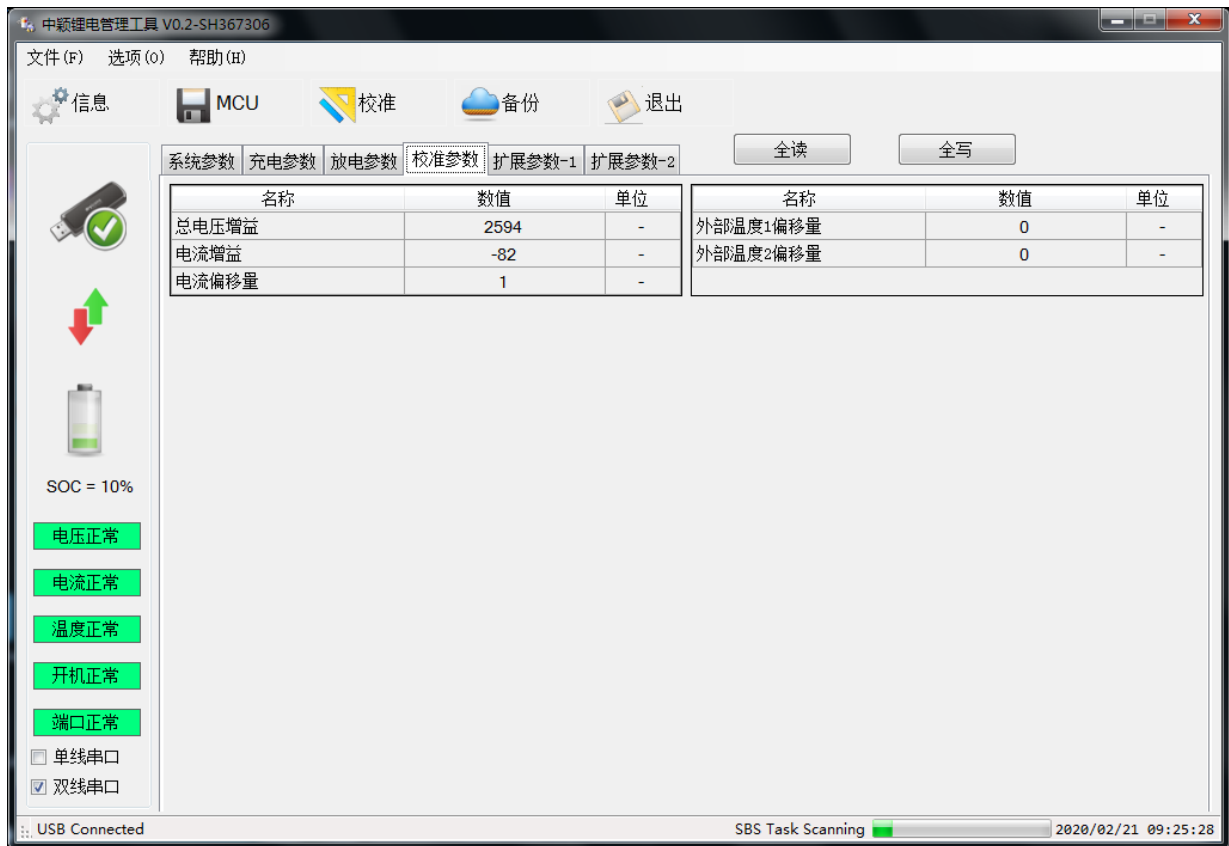 中颖锂电管理工具 V0.2-SH367306
文件(F) 选项(O) 帮助(H)
信息 MCU 校准 备份 退出
全读 全写
系统参数 充电参数 放电参数 校准参数 扩展参数-1 扩展参数-2
名称 数值 单位 名称 数值 单位
总电压增益 2594 - 外部温度1偏移量 0 -
电流增益 -82 - 外部温度2偏移量 0 -
电流偏移量 1 -
SOC = 10%
电压正常
电流正常
温度正常
开机正常
端口正常
单线串口
双线串口
USB Connected SBS Task Scanning 2020/02/21 09:25:28